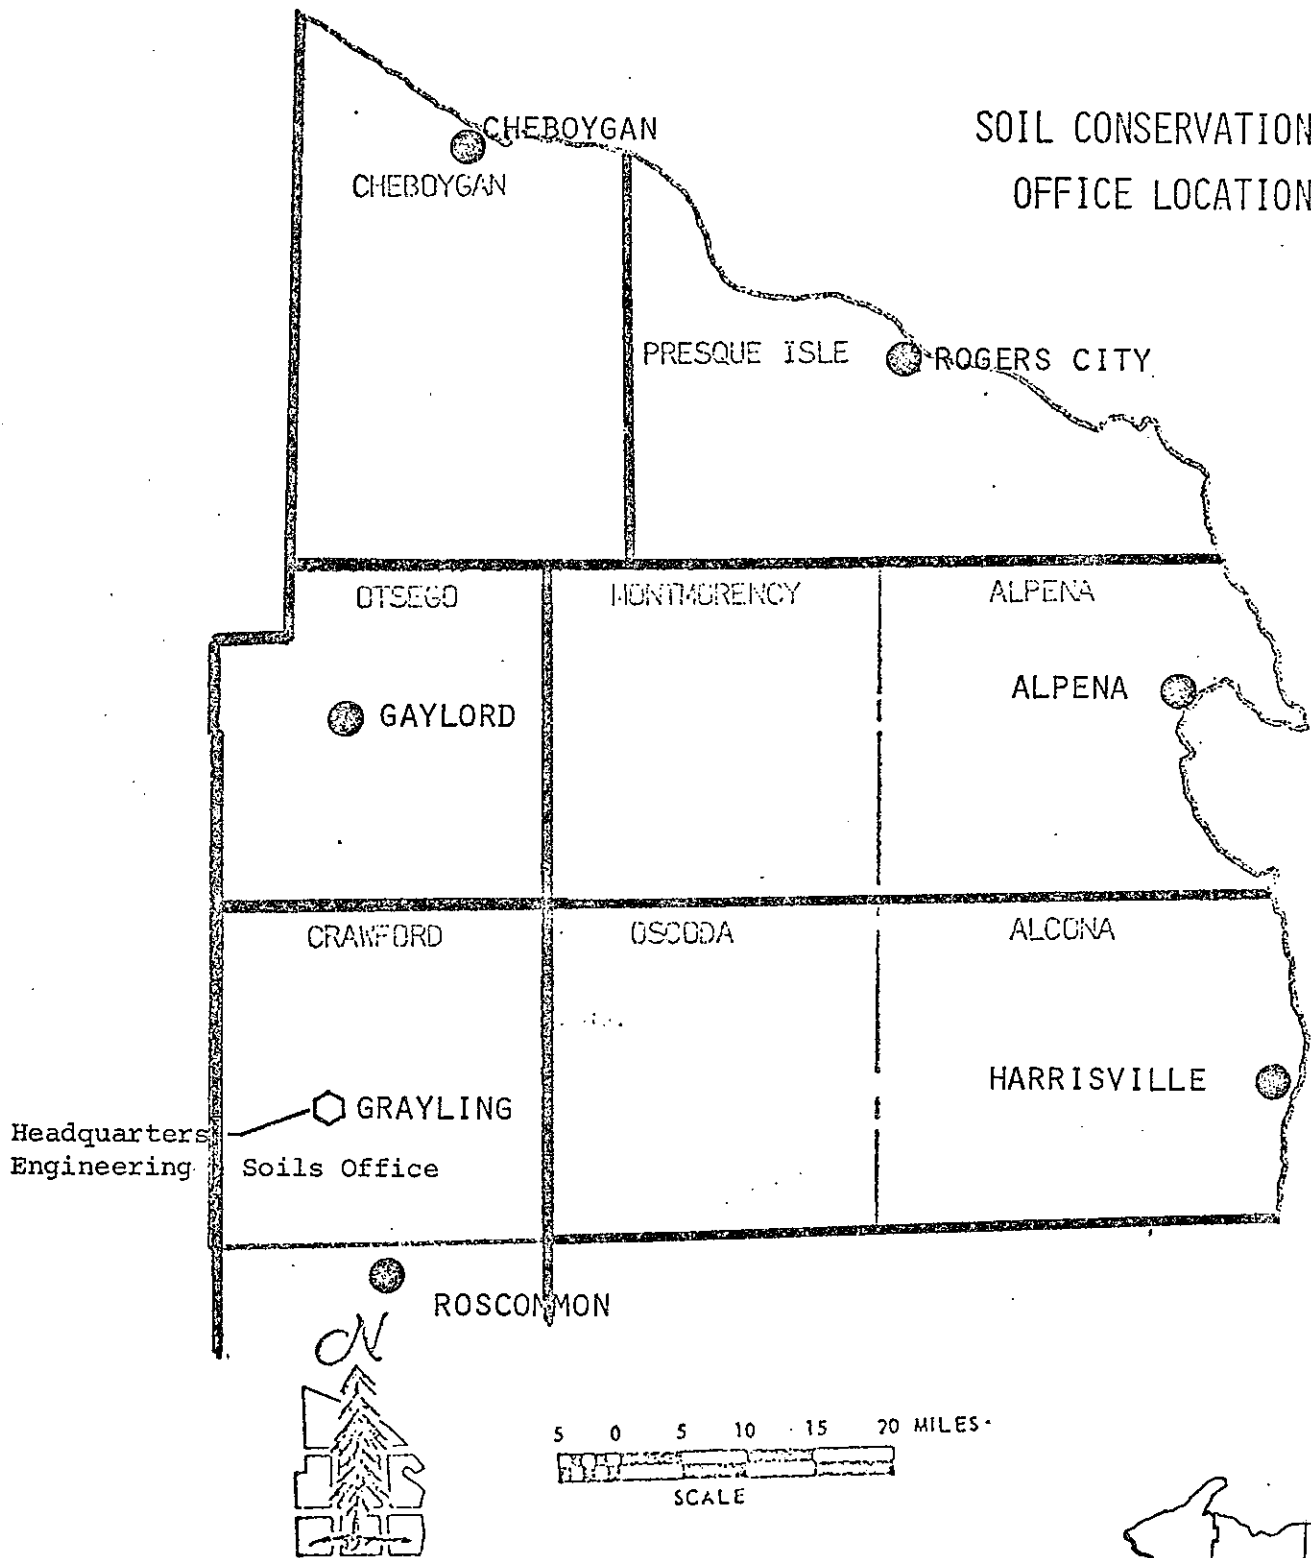 SOIL CONSERVATION
OFFICE LOCATION
CHEBOYGAN
CHEBOYGAN
PRESQUE ISLE
ROGERS CITY
OTSEGO
MONTMORENCY
ALPENA
GAYLORD
ALPENA
CRAWFORD
OSCODA
ALCONA
HARRISVILLE
GRAYLING
Headquarters
Engineering Soils Office
ROSCOMMON
N
5 0 5 10 15 20 MILES
SCALE